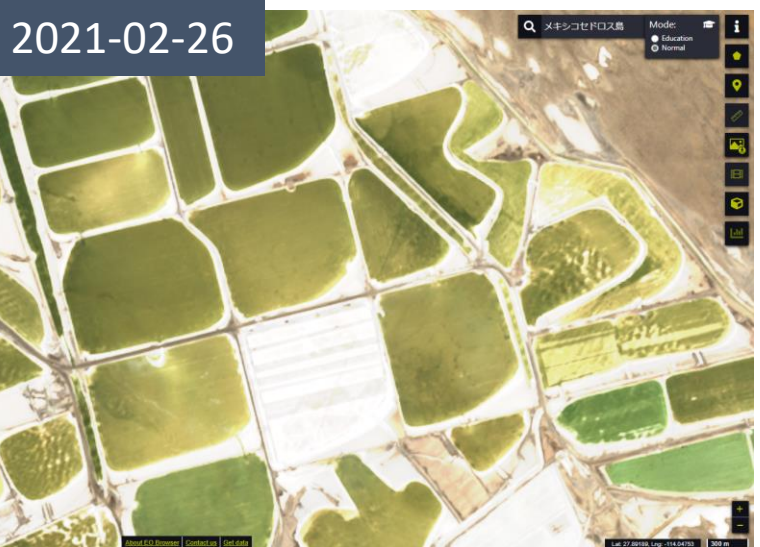 2021-02-26
メキシコセドロス島
Mode:
Education
Normal
About EO Browser
Contact us
Get data
Lat: 27.89189, Lng: -114.04753
300 m